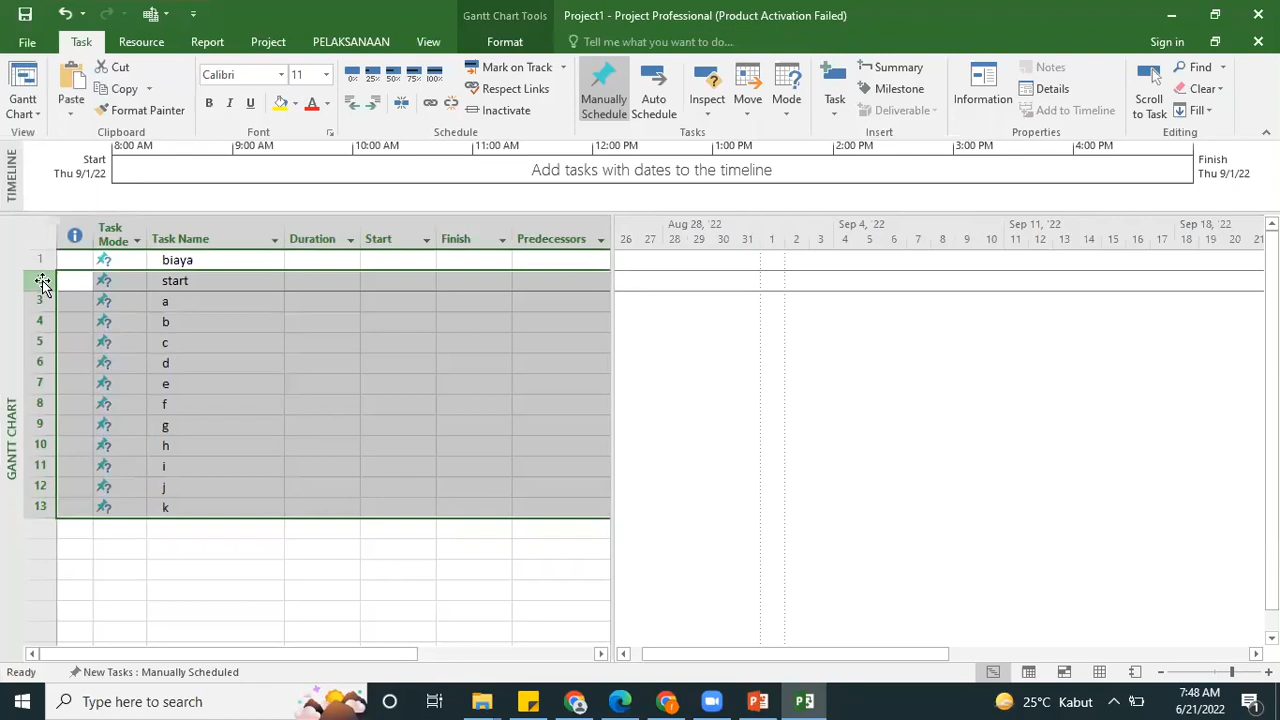 Gantt Chart Tools
Project1 - Project Professional (Product Activation Failed)
File Task Resource Report Project PELAKSANAAN View Format Tell me what you want to do... Sign in
Gantt Chart
View
Paste
Cut
Copy
Format Painter
Clipboard
Calibri 11
B I U A
Font
0% 25% 50% 75% 100%
Mark on Track
Respect Links
Inactivate
Schedule
Manually Schedule
Auto Schedule
Inspect
Move
Mode
Tasks
Task
Summary
Milestone
Deliverable
Insert
Information
Notes
Details
Add to Timeline
Properties
Scroll to Task
Find
Clear
Fill
Editing
TIMELINE
8:00 AM 9:00 AM 10:00 AM 11:00 AM 12:00 PM 1:00 PM 2:00 PM 3:00 PM 4:00 PM
Start
Thu 9/1/22
Add tasks with dates to the timeline
Finish
Thu 9/1/22
GANTT CHART
Task Mode Task Name Duration Start Finish Predecessors
Aug 28, '22 Sep 4, '22 Sep 11, '22 Sep 18, '22
26 27 28 29 30 31 1 2 3 4 5 6 7 8 9 10 11 12 13 14 15 16 17 18 19 20 21
1 biaya
start
3 a
4 b
5 c
6 d
7 e
8 f
9 g
10 h
11 i
12 j
13 k
Ready New Tasks : Manually Scheduled
Type here to search
25°C Kabut
7:48 AM
6/21/2022
1